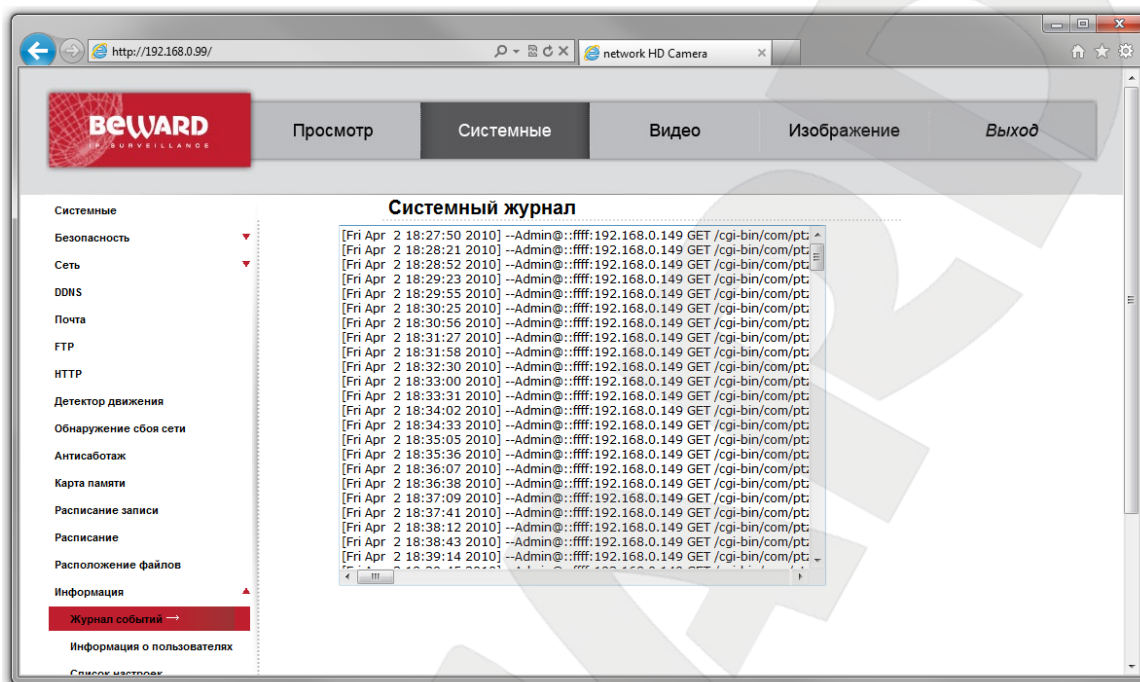 http://192.168.0.99/
network HD Camera
BEWARD
IP SURVEILLANCE
Просмотр
Системные
Видео
Изображение
Выход
Системные
Безопасность
Сеть
DDNS
Почта
FTP
HTTP
Детектор движения
Обнаружение сбоя сети
Антисаботаж
Карта памяти
Расписание записи
Расписание
Расположение файлов
Информация
Журнал событий →
Информация о пользователях
Список настроек
Системный журнал
[Fri Apr 2 18:27:50 2010] --Admin@::ffff:192.168.0.149 GET /cgi-bin/com/ptz
[Fri Apr 2 18:28:21 2010] --Admin@::ffff:192.168.0.149 GET /cgi-bin/com/ptz
[Fri Apr 2 18:28:52 2010] --Admin@::ffff:192.168.0.149 GET /cgi-bin/com/ptz
[Fri Apr 2 18:29:23 2010] --Admin@::ffff:192.168.0.149 GET /cgi-bin/com/ptz
[Fri Apr 2 18:29:55 2010] --Admin@::ffff:192.168.0.149 GET /cgi-bin/com/ptz
[Fri Apr 2 18:30:25 2010] --Admin@::ffff:192.168.0.149 GET /cgi-bin/com/ptz
[Fri Apr 2 18:30:56 2010] --Admin@::ffff:192.168.0.149 GET /cgi-bin/com/ptz
[Fri Apr 2 18:31:27 2010] --Admin@::ffff:192.168.0.149 GET /cgi-bin/com/ptz
[Fri Apr 2 18:31:58 2010] --Admin@::ffff:192.168.0.149 GET /cgi-bin/com/ptz
[Fri Apr 2 18:32:30 2010] --Admin@::ffff:192.168.0.149 GET /cgi-bin/com/ptz
[Fri Apr 2 18:33:00 2010] --Admin@::ffff:192.168.0.149 GET /cgi-bin/com/ptz
[Fri Apr 2 18:33:31 2010] --Admin@::ffff:192.168.0.149 GET /cgi-bin/com/ptz
[Fri Apr 2 18:34:02 2010] --Admin@::ffff:192.168.0.149 GET /cgi-bin/com/ptz
[Fri Apr 2 18:34:33 2010] --Admin@::ffff:192.168.0.149 GET /cgi-bin/com/ptz
[Fri Apr 2 18:35:05 2010] --Admin@::ffff:192.168.0.149 GET /cgi-bin/com/ptz
[Fri Apr 2 18:35:36 2010] --Admin@::ffff:192.168.0.149 GET /cgi-bin/com/ptz
[Fri Apr 2 18:36:07 2010] --Admin@::ffff:192.168.0.149 GET /cgi-bin/com/ptz
[Fri Apr 2 18:36:38 2010] --Admin@::ffff:192.168.0.149 GET /cgi-bin/com/ptz
[Fri Apr 2 18:37:09 2010] --Admin@::ffff:192.168.0.149 GET /cgi-bin/com/ptz
[Fri Apr 2 18:37:41 2010] --Admin@::ffff:192.168.0.149 GET /cgi-bin/com/ptz
[Fri Apr 2 18:38:12 2010] --Admin@::ffff:192.168.0.149 GET /cgi-bin/com/ptz
[Fri Apr 2 18:38:43 2010] --Admin@::ffff:192.168.0.149 GET /cgi-bin/com/ptz
[Fri Apr 2 18:39:14 2010] --Admin@::ffff:192.168.0.149 GET /cgi-bin/com/ptz